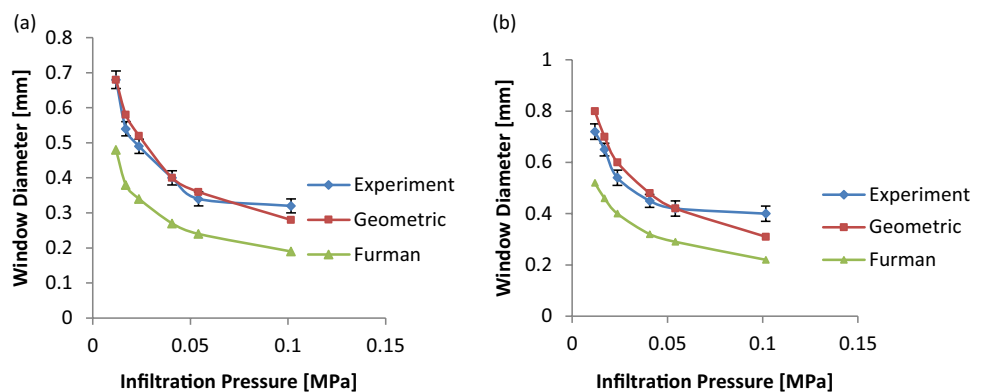 (a)
0.8
0.7
0.6
0.5
0.4
0.3
0.2
0.1
0
Window Diameter [mm]
0 0.05 0.1 0.15
Infiltration Pressure [MPa]
Experiment
Geometric
Furman
(b)
1
0.8
0.6
0.4
0.2
0
Window Diameter [mm]
0 0.05 0.1 0.15
Infiltration Pressure [MPa]
Experiment
Geometric
Furman